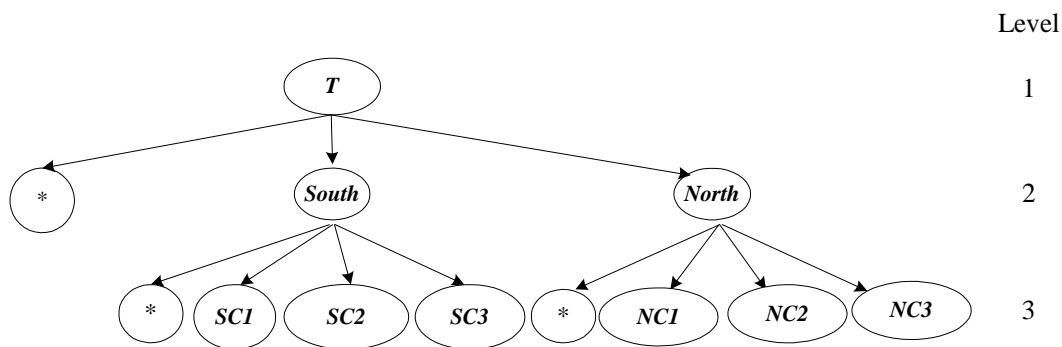 Level
T 1
* South North 2
* SC1 SC2 SC3 * NC1 NC2 NC3 3